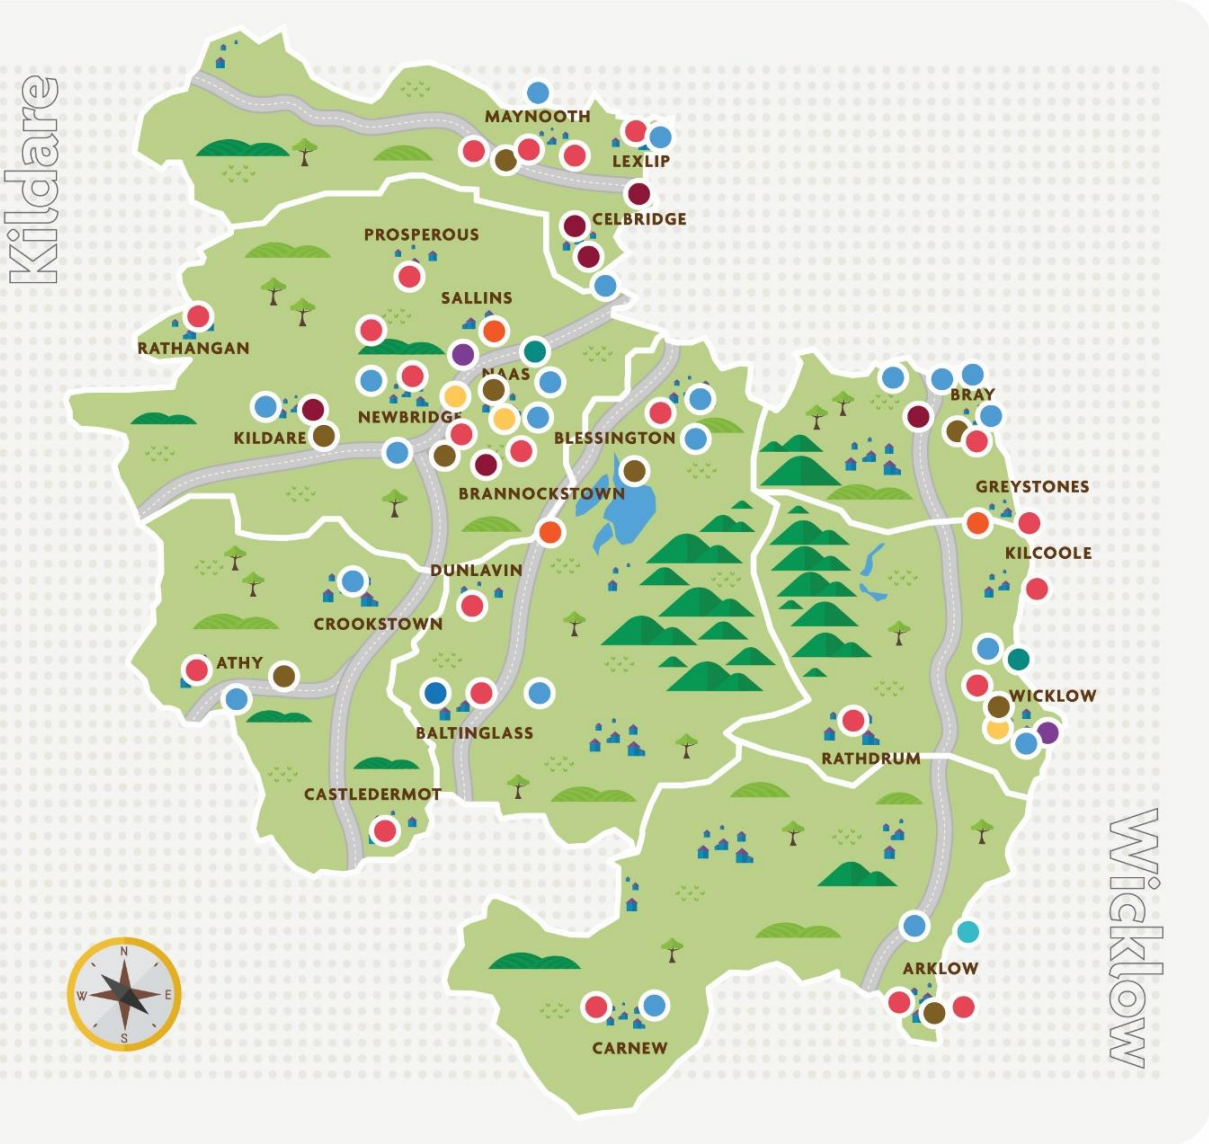 Kildare
MAYNOOTH
LEXLIP
CELBRIDGE
PROSPEROUS
SALLINS
RATHANGAN
NAAS
NEWBRIDGE
KILDARE
BLESSINGTON
BRAY
BRANNOCKSTOWN
GREYSTONES
KILCOOLE
DUNLAVIN
CROOKSTOWN
ATHY
WICKLOW
BALTINGLASS
RATHDRUM
CASTLEDERMOT
Wicklow
N
W E
S
ARKLOW
CARNEW